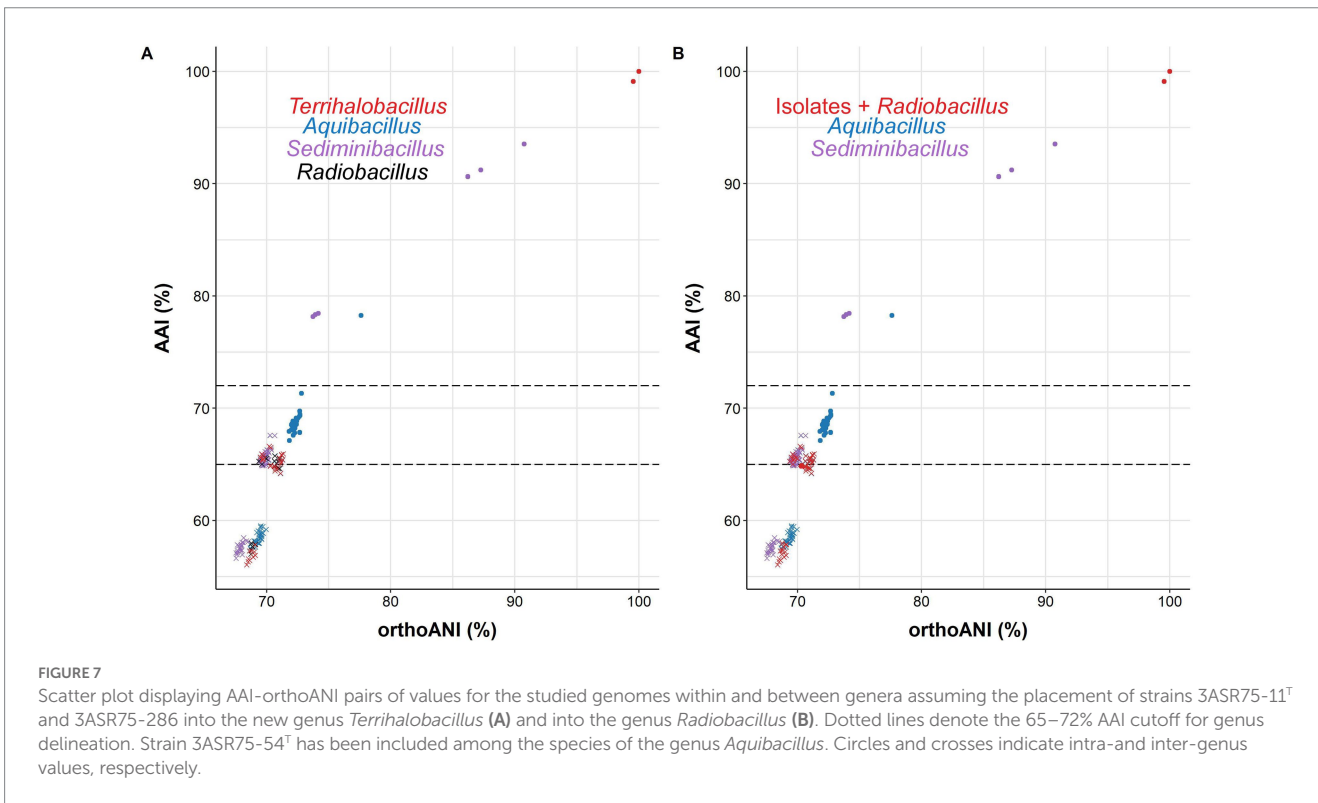 A
100
90
80
70
60
AAI (%)
Terrihalobacillus
Aquibacillus
Sediminibacillus
Radiobacillus
70
80
90
100
orthoANI (%)
B
100
90
80
70
60
AAI (%)
Isolates + Radiobacillus
Aquibacillus
Sediminibacillus
70
80
90
100
orthoANI (%)
FIGURE 7
Scatter plot displaying AAI-orthoANI pairs of values for the studied genomes within and between genera assuming the placement of strains 3ASR75-11ᵀ
and 3ASR75-286 into the new genus Terrihalobacillus (A) and into the genus Radiobacillus (B). Dotted lines denote the 65–72% AAI cutoff for genus
delineation. Strain 3ASR75-54ᵀ has been included among the species of the genus Aquibacillus. Circles and crosses indicate intra-and inter-genus
values, respectively.